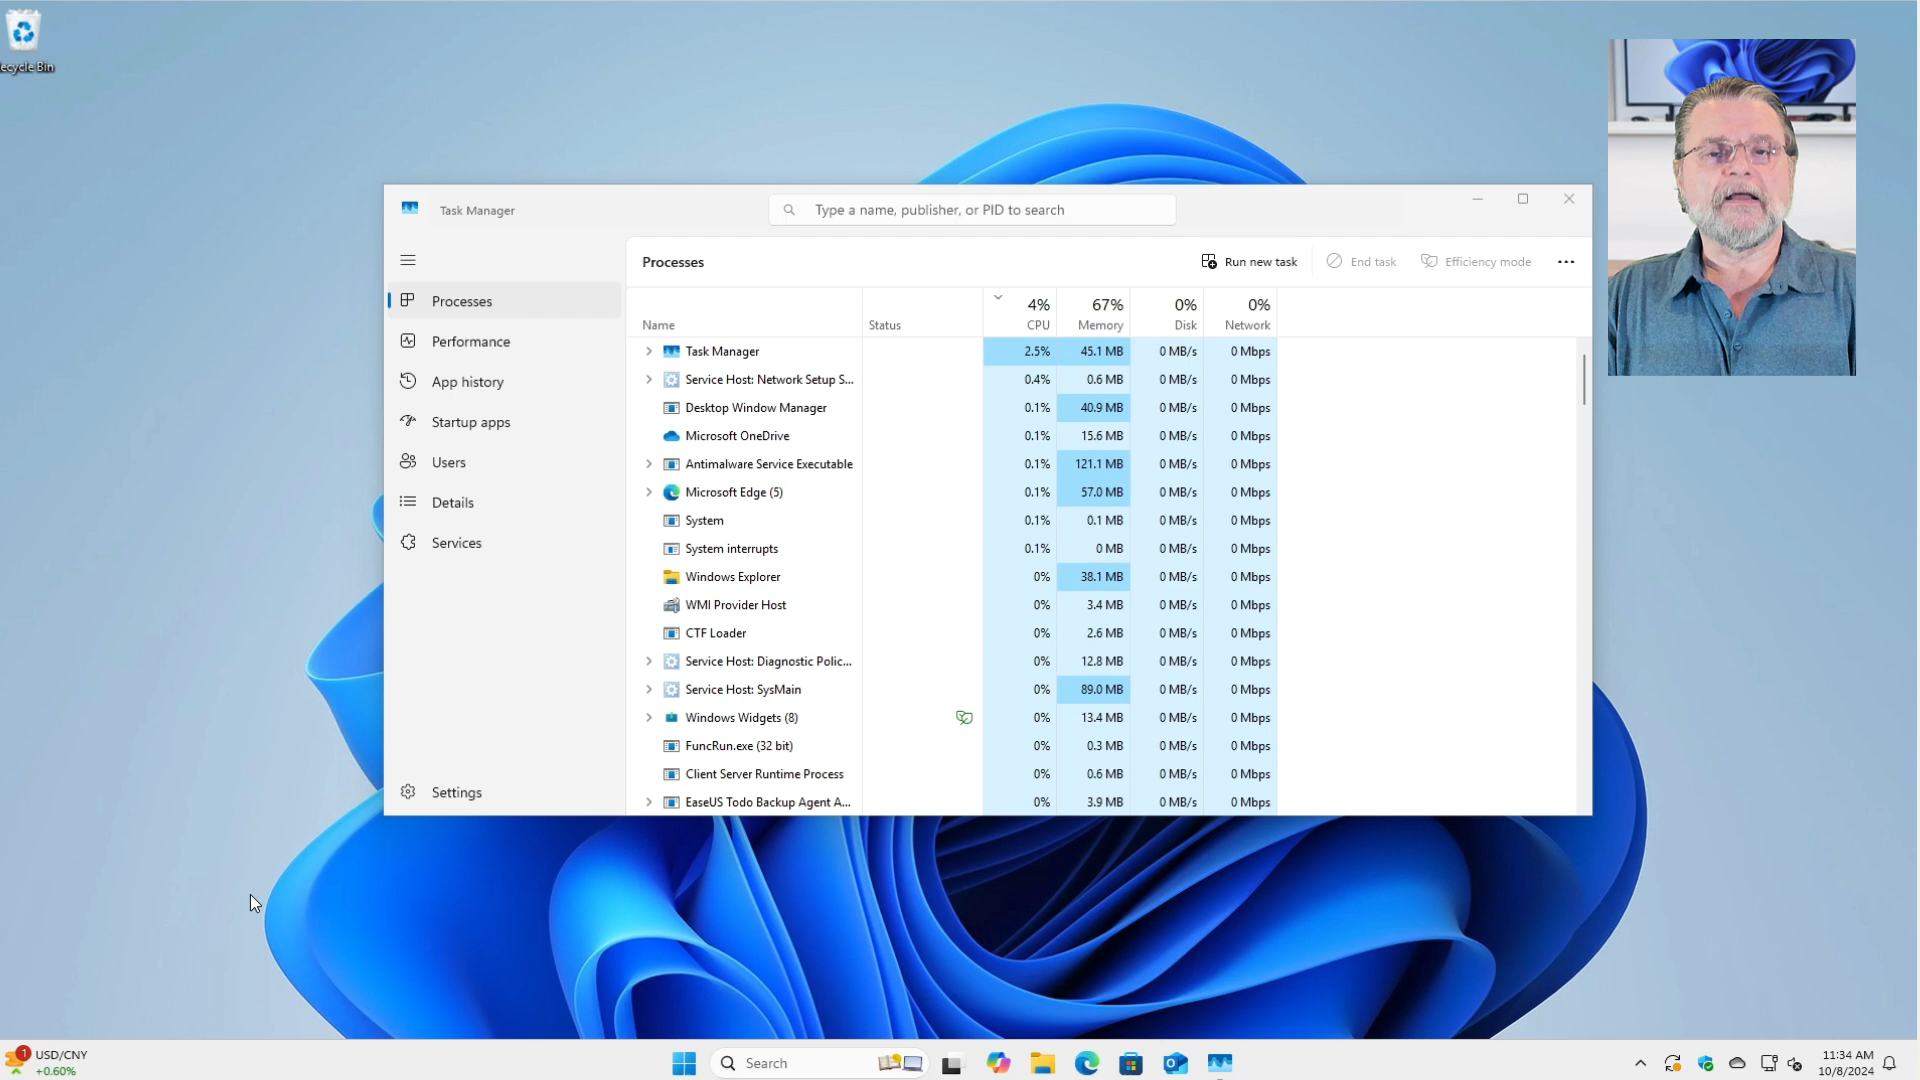 ecycle Bin
Task Manager
Type a name, publisher, or PID to search
Processes
Run new task
End task
Efficiency mode
Processes
Performance
App history
Startup apps
Users
Details
Services
Settings
4% 67% 0% 0%
Name Status CPU Memory Disk Network
Task Manager 2.5% 45.1 MB 0 MB/s 0 Mbps
Service Host: Network Setup S... 0.4% 0.6 MB 0 MB/s 0 Mbps
Desktop Window Manager 0.1% 40.9 MB 0 MB/s 0 Mbps
Microsoft OneDrive 0.1% 15.6 MB 0 MB/s 0 Mbps
Antimalware Service Executable 0.1% 121.1 MB 0 MB/s 0 Mbps
Microsoft Edge (5) 0.1% 57.0 MB 0 MB/s 0 Mbps
System 0.1% 0.1 MB 0 MB/s 0 Mbps
System interrupts 0.1% 0 MB 0 MB/s 0 Mbps
Windows Explorer 0% 38.1 MB 0 MB/s 0 Mbps
WMI Provider Host 0% 3.4 MB 0 MB/s 0 Mbps
CTF Loader 0% 2.6 MB 0 MB/s 0 Mbps
Service Host: Diagnostic Polic... 0% 12.8 MB 0 MB/s 0 Mbps
Service Host: SysMain 0% 89.0 MB 0 MB/s 0 Mbps
Windows Widgets (8) 0% 13.4 MB 0 MB/s 0 Mbps
FuncRun.exe (32 bit) 0% 0.3 MB 0 MB/s 0 Mbps
Client Server Runtime Process 0% 0.6 MB 0 MB/s 0 Mbps
EaseUS Todo Backup Agent A... 0% 3.9 MB 0 MB/s 0 Mbps
1
USD/CNY
+0.60%
Search
11:34 AM
10/8/2024